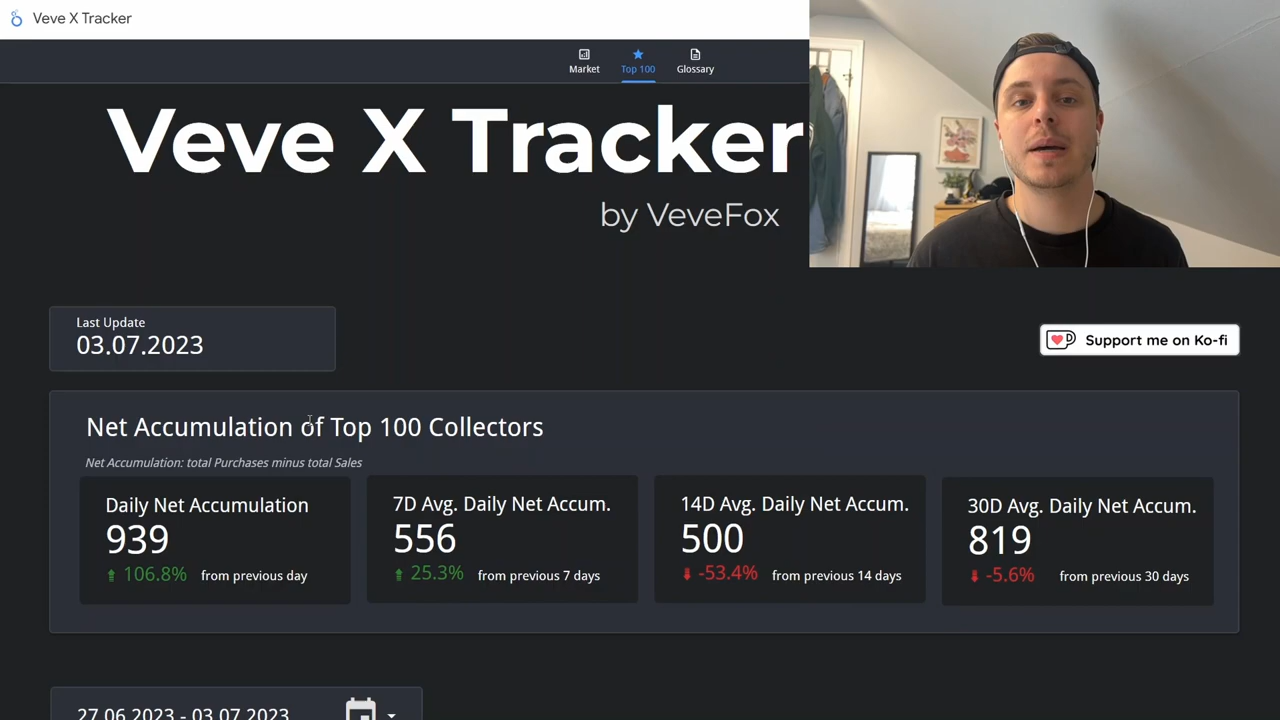 Veve X Tracker
Market
Top 100
Glossary
Veve X Tracker
by VeveFox
Last Update
03.07.2023
Support me on Ko-fi
Net Accumulation of Top 100 Collectors
Net Accumulation: total Purchases minus total Sales
Daily Net Accumulation
939
106.8% from previous day
7D Avg. Daily Net Accum.
556
25.3% from previous 7 days
14D Avg. Daily Net Accum.
500
-53.4% from previous 14 days
30D Avg. Daily Net Accum.
819
-5.6% from previous 30 days
27.06.2023 - 03.07.2023